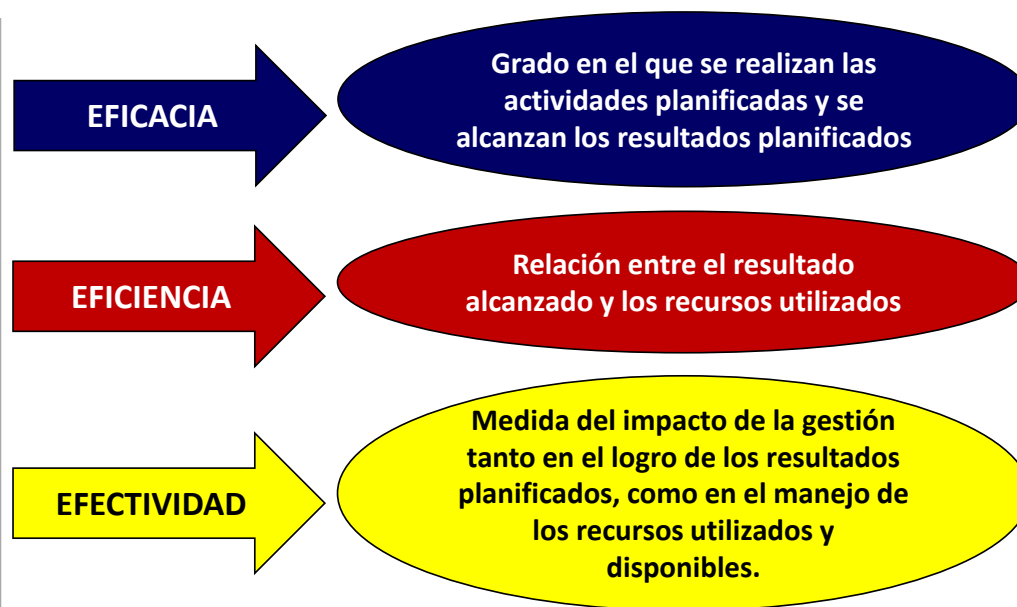 EFICACIA
Grado en el que se realizan las
actividades planificadas y se
alcanzan los resultados planificados
EFICIENCIA
Relación entre el resultado
alcanzado y los recursos utilizados
EFECTIVIDAD
Medida del impacto de la gestión
tanto en el logro de los resultados
planificados, como en el manejo de
los recursos utilizados y
disponibles.